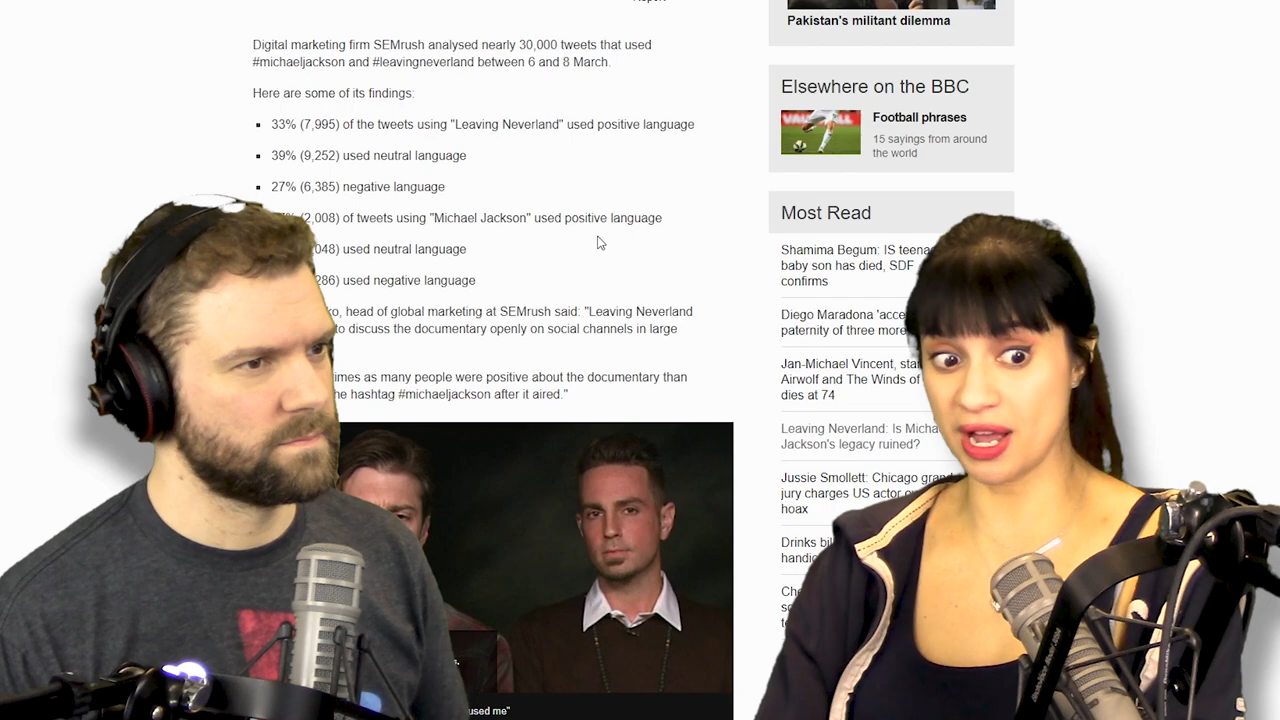 Digital marketing firm SEMrush analysed nearly 30,000 tweets that used
#michaeljackson and #leavingneverland between 6 and 8 March.
Here are some of its findings:
33% (7,995) of the tweets using "Leaving Neverland" used positive language
39% (9,252) used neutral language
27% (6,385) negative language
(2,008) of tweets using "Michael Jackson" used positive language
048) used neutral language
286) used negative language
head of global marketing at SEMrush said: "Leaving Neverland
to discuss the documentary openly on social channels in large
times as many people were positive about the documentary than
the hashtag #michaeljackson after it aired."
used me"
Pakistan's militant dilemma
Elsewhere on the BBC
Football phrases
15 sayings from around
the world
Most Read
Shamima Begum: IS
baby son has died, SDF
confirms
Diego Maradona
paternity of three more
Jan-Michael Vincent,
Airwolf and The Winds of
dies at 74
Leaving Neverland: Is
Jackson's legacy ruined?
Jussie Smollett: Chicago grand
jury charges US actor
hoax
Drinks